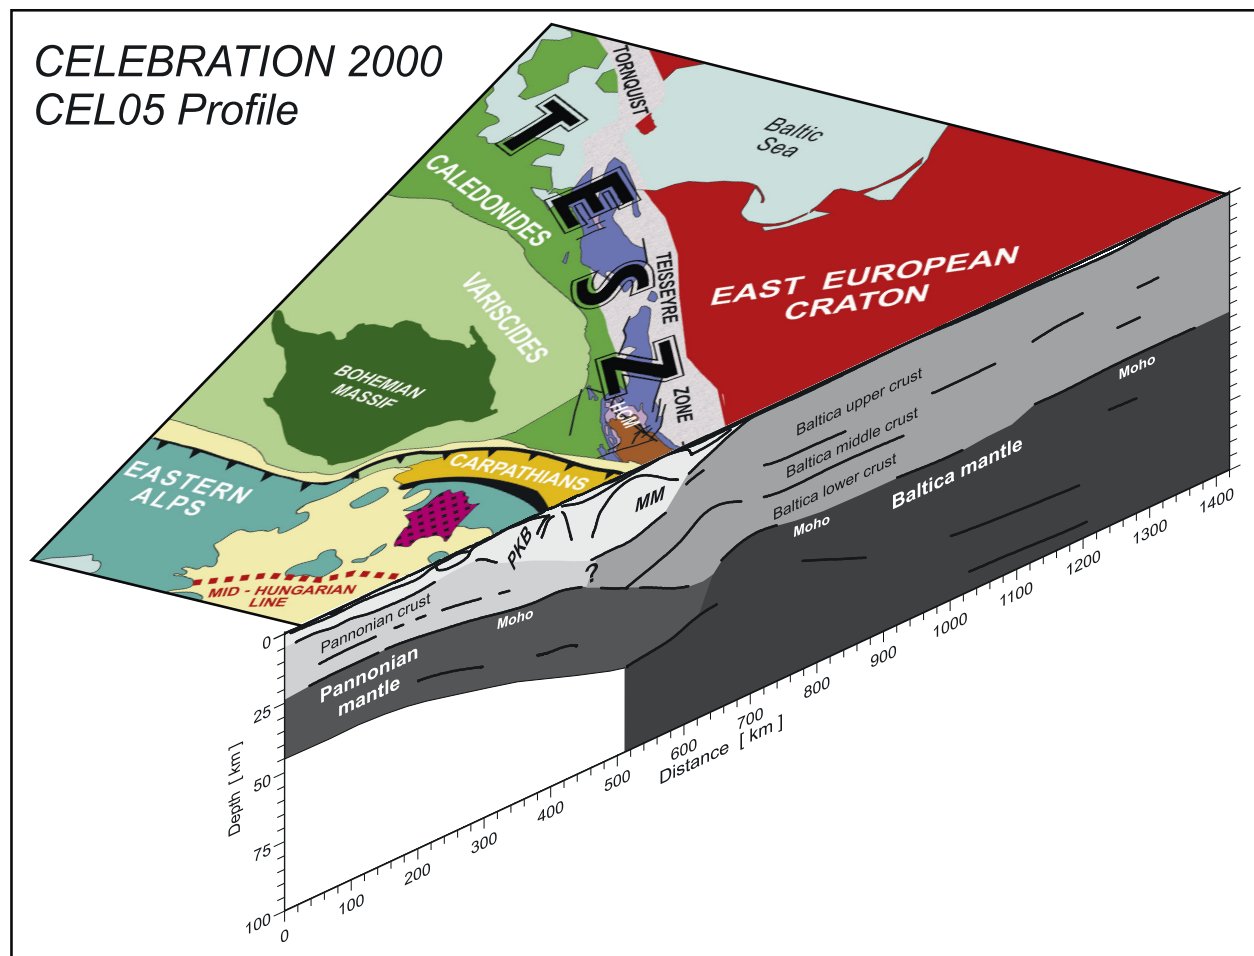 CELEBRATION 2000
CEL05 Profile
TORNQUIST
Baltic
Sea
T
E
S
Z
CALEDONIDES
VARISCIDES
TEISSEYRE
ZONE
EAST EUROPEAN
CRATON
BOHEMIAN
MASSIF
HCM
EASTERN
ALPS
CARPATHIANS
MID - HUNGARIAN
LINE
PKB
MM
?
Baltica upper crust
Baltica middle crust
Baltica lower crust
Moho
Moho
Baltica mantle
Pannonian crust
Moho
Pannonian
mantle
0
25
50
75
100
Depth [ km ]
0
100
200
300
400
500
600
700
800
900
1000
1100
1200
1300
1400
Distance [ km ]